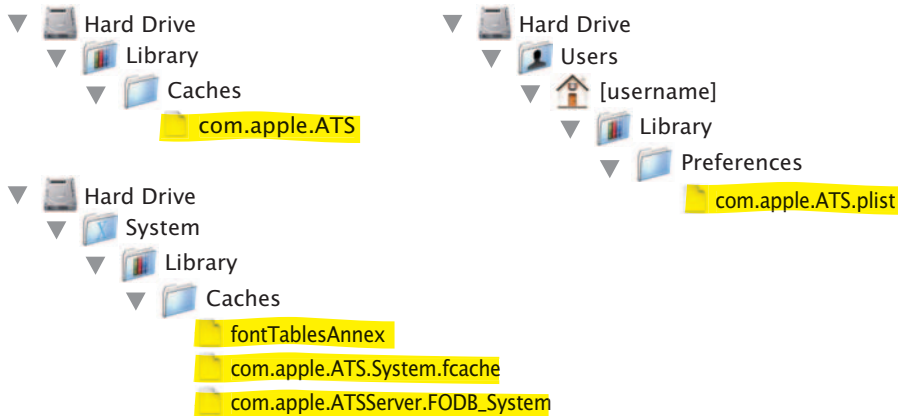 Hard Drive
Library
Caches
com.apple.ATS
Hard Drive
System
Library
Caches
fontTablesAnnex
com.apple.ATS.System.fcache
com.apple.ATSServer.FODB_System
Hard Drive
Users
[username]
Library
Preferences
com.apple.ATS.plist